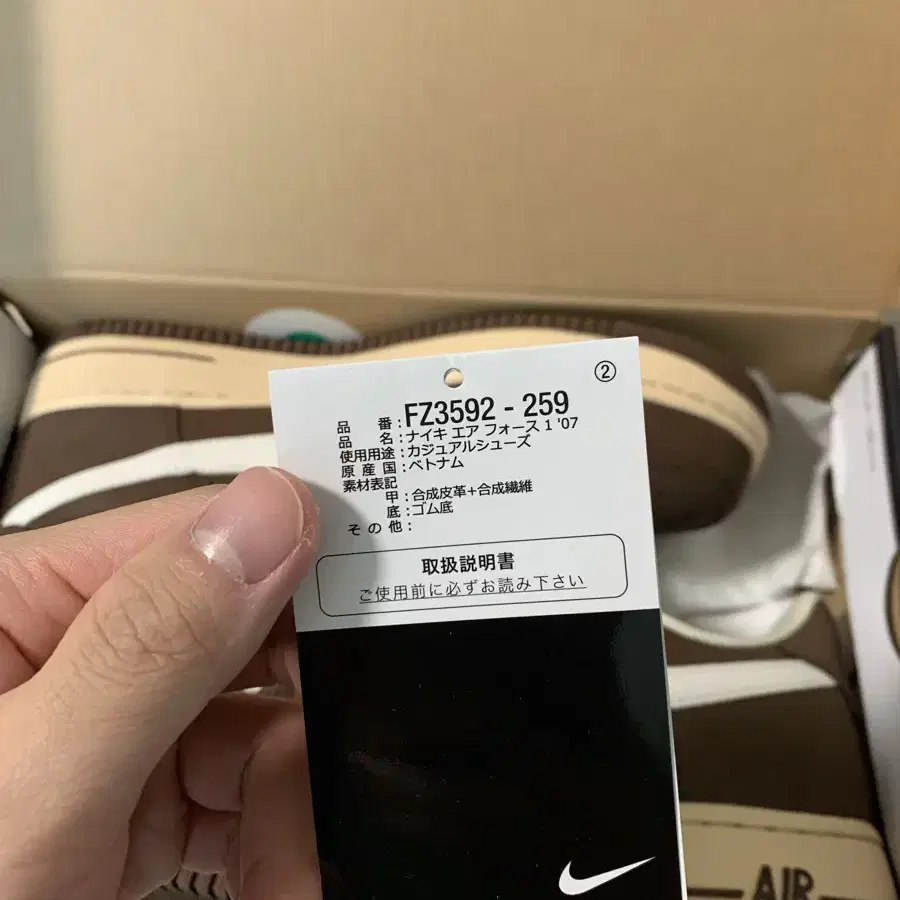 ②
品 番：FZ3592 - 259
品 名：ナイキ エア フォース 1 '07
使用用途：カジュアルシューズ
原 産 国：ベトナム
素材表記
甲：合成皮革+合成繊維
底：ゴム底
そ の 他：
取扱説明書
ご使用前に必ずお読み下さい
AIR